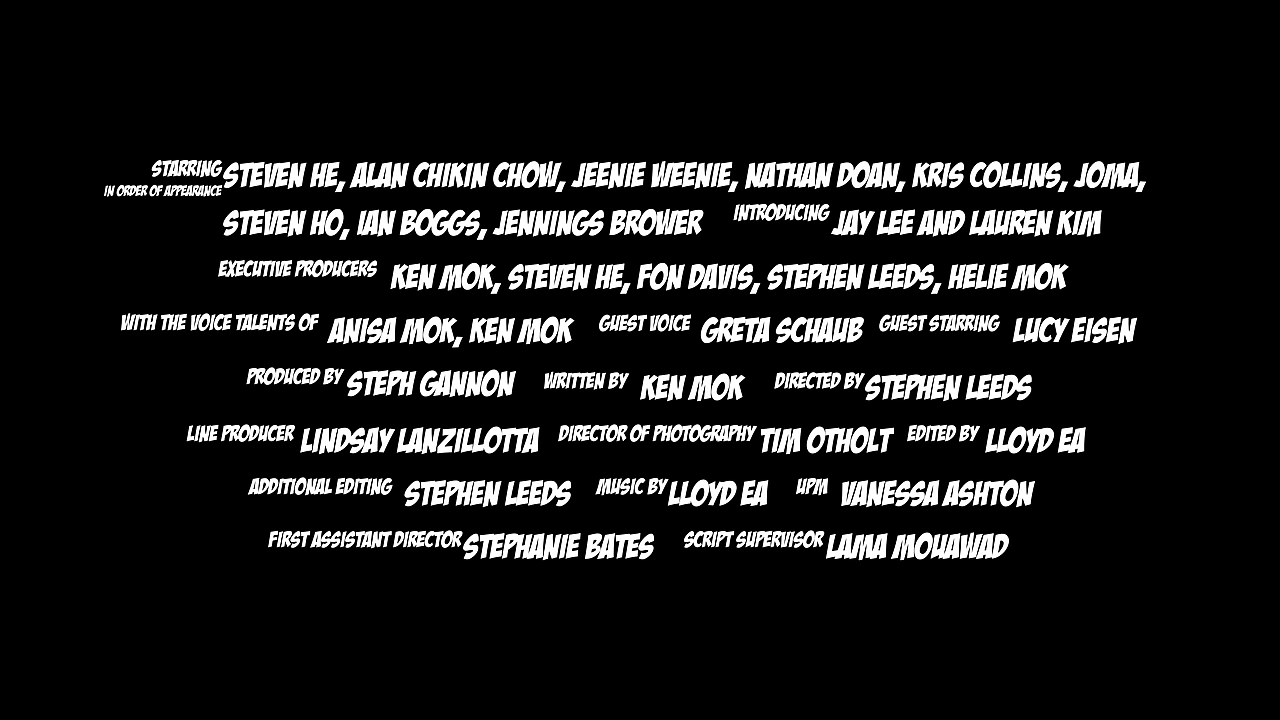 STARRING IN ORDER OF APPEARANCE STEVEN HE, ALAN CHIKIN CHOW, JEENIE WEENIE, NATHAN DOAN, KRIS COLLINS, JOMA,
STEVEN HO, IAN BOGGS, JENNINGS BROWER INTRODUCING JAY LEE AND LAUREN KIM
EXECUTIVE PRODUCERS KEN MOK, STEVEN HE, FON DAVIS, STEPHEN LEEDS, HELIE MOK
WITH THE VOICE TALENTS OF ANISA MOK, KEN MOK GUEST VOICE GRETA SCHAUB GUEST STARRING LUCY EISEN
PRODUCED BY STEPH GANNON WRITTEN BY KEN MOK DIRECTED BY STEPHEN LEEDS
LINE PRODUCER LINDSAY LANZILLOTTA DIRECTOR OF PHOTOGRAPHY TIM OTHOLT EDITED BY LLOYD EA
ADDITIONAL EDITING STEPHEN LEEDS MUSIC BY LLOYD EA UPM VANESSA ASHTON
FIRST ASSISTANT DIRECTOR STEPHANIE BATES SCRIPT SUPERVISOR LAMA MOUAWAD